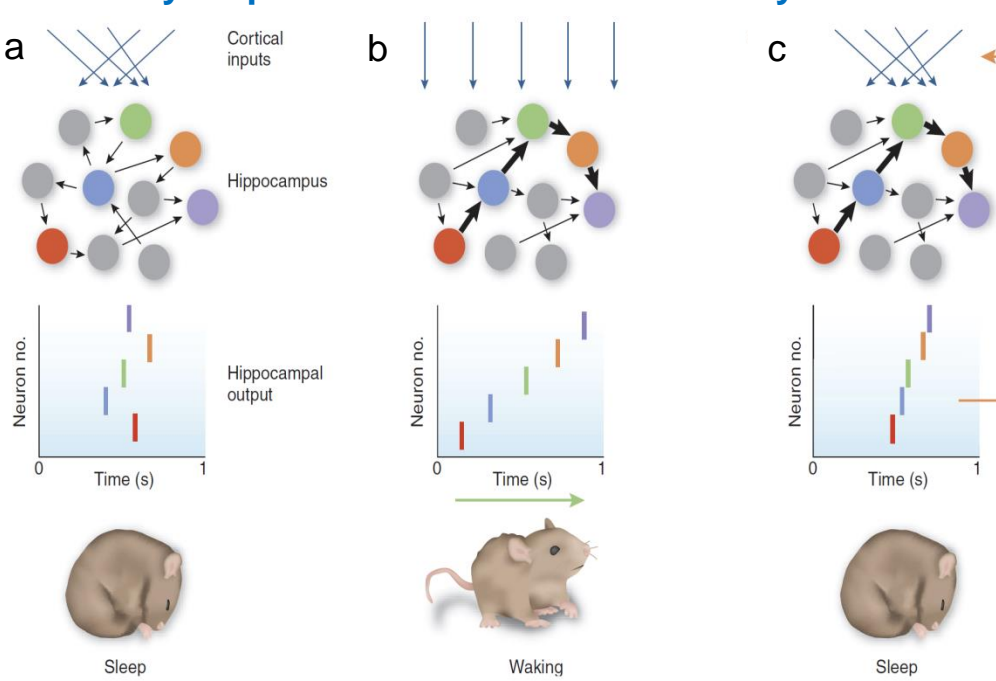 a
Cortical
inputs
b
c
Hippocampus
Neuron no.
Hippocampal
output
0
1
Time (s)
Neuron no.
0
1
Time (s)
Neuron no.
0
1
Time (s)
Sleep
Waking
Sleep